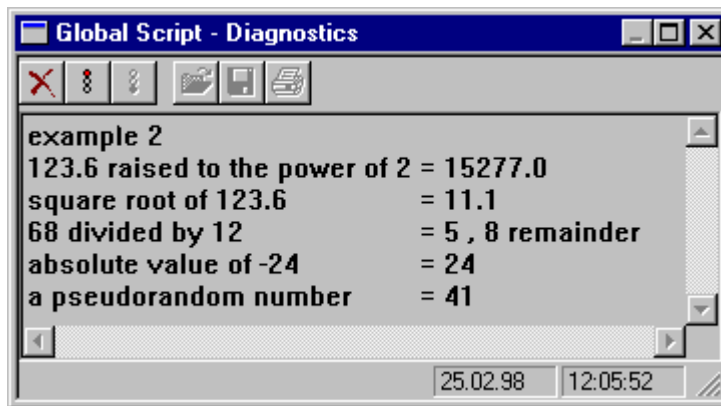 Global Script - Diagnostics
example 2
123.6 raised to the power of 2 = 15277.0
square root of 123.6 = 11.1
68 divided by 12 = 5 , 8 remainder
absolute value of -24 = 24
a pseudorandom number = 41
25.02.98 12:05:52